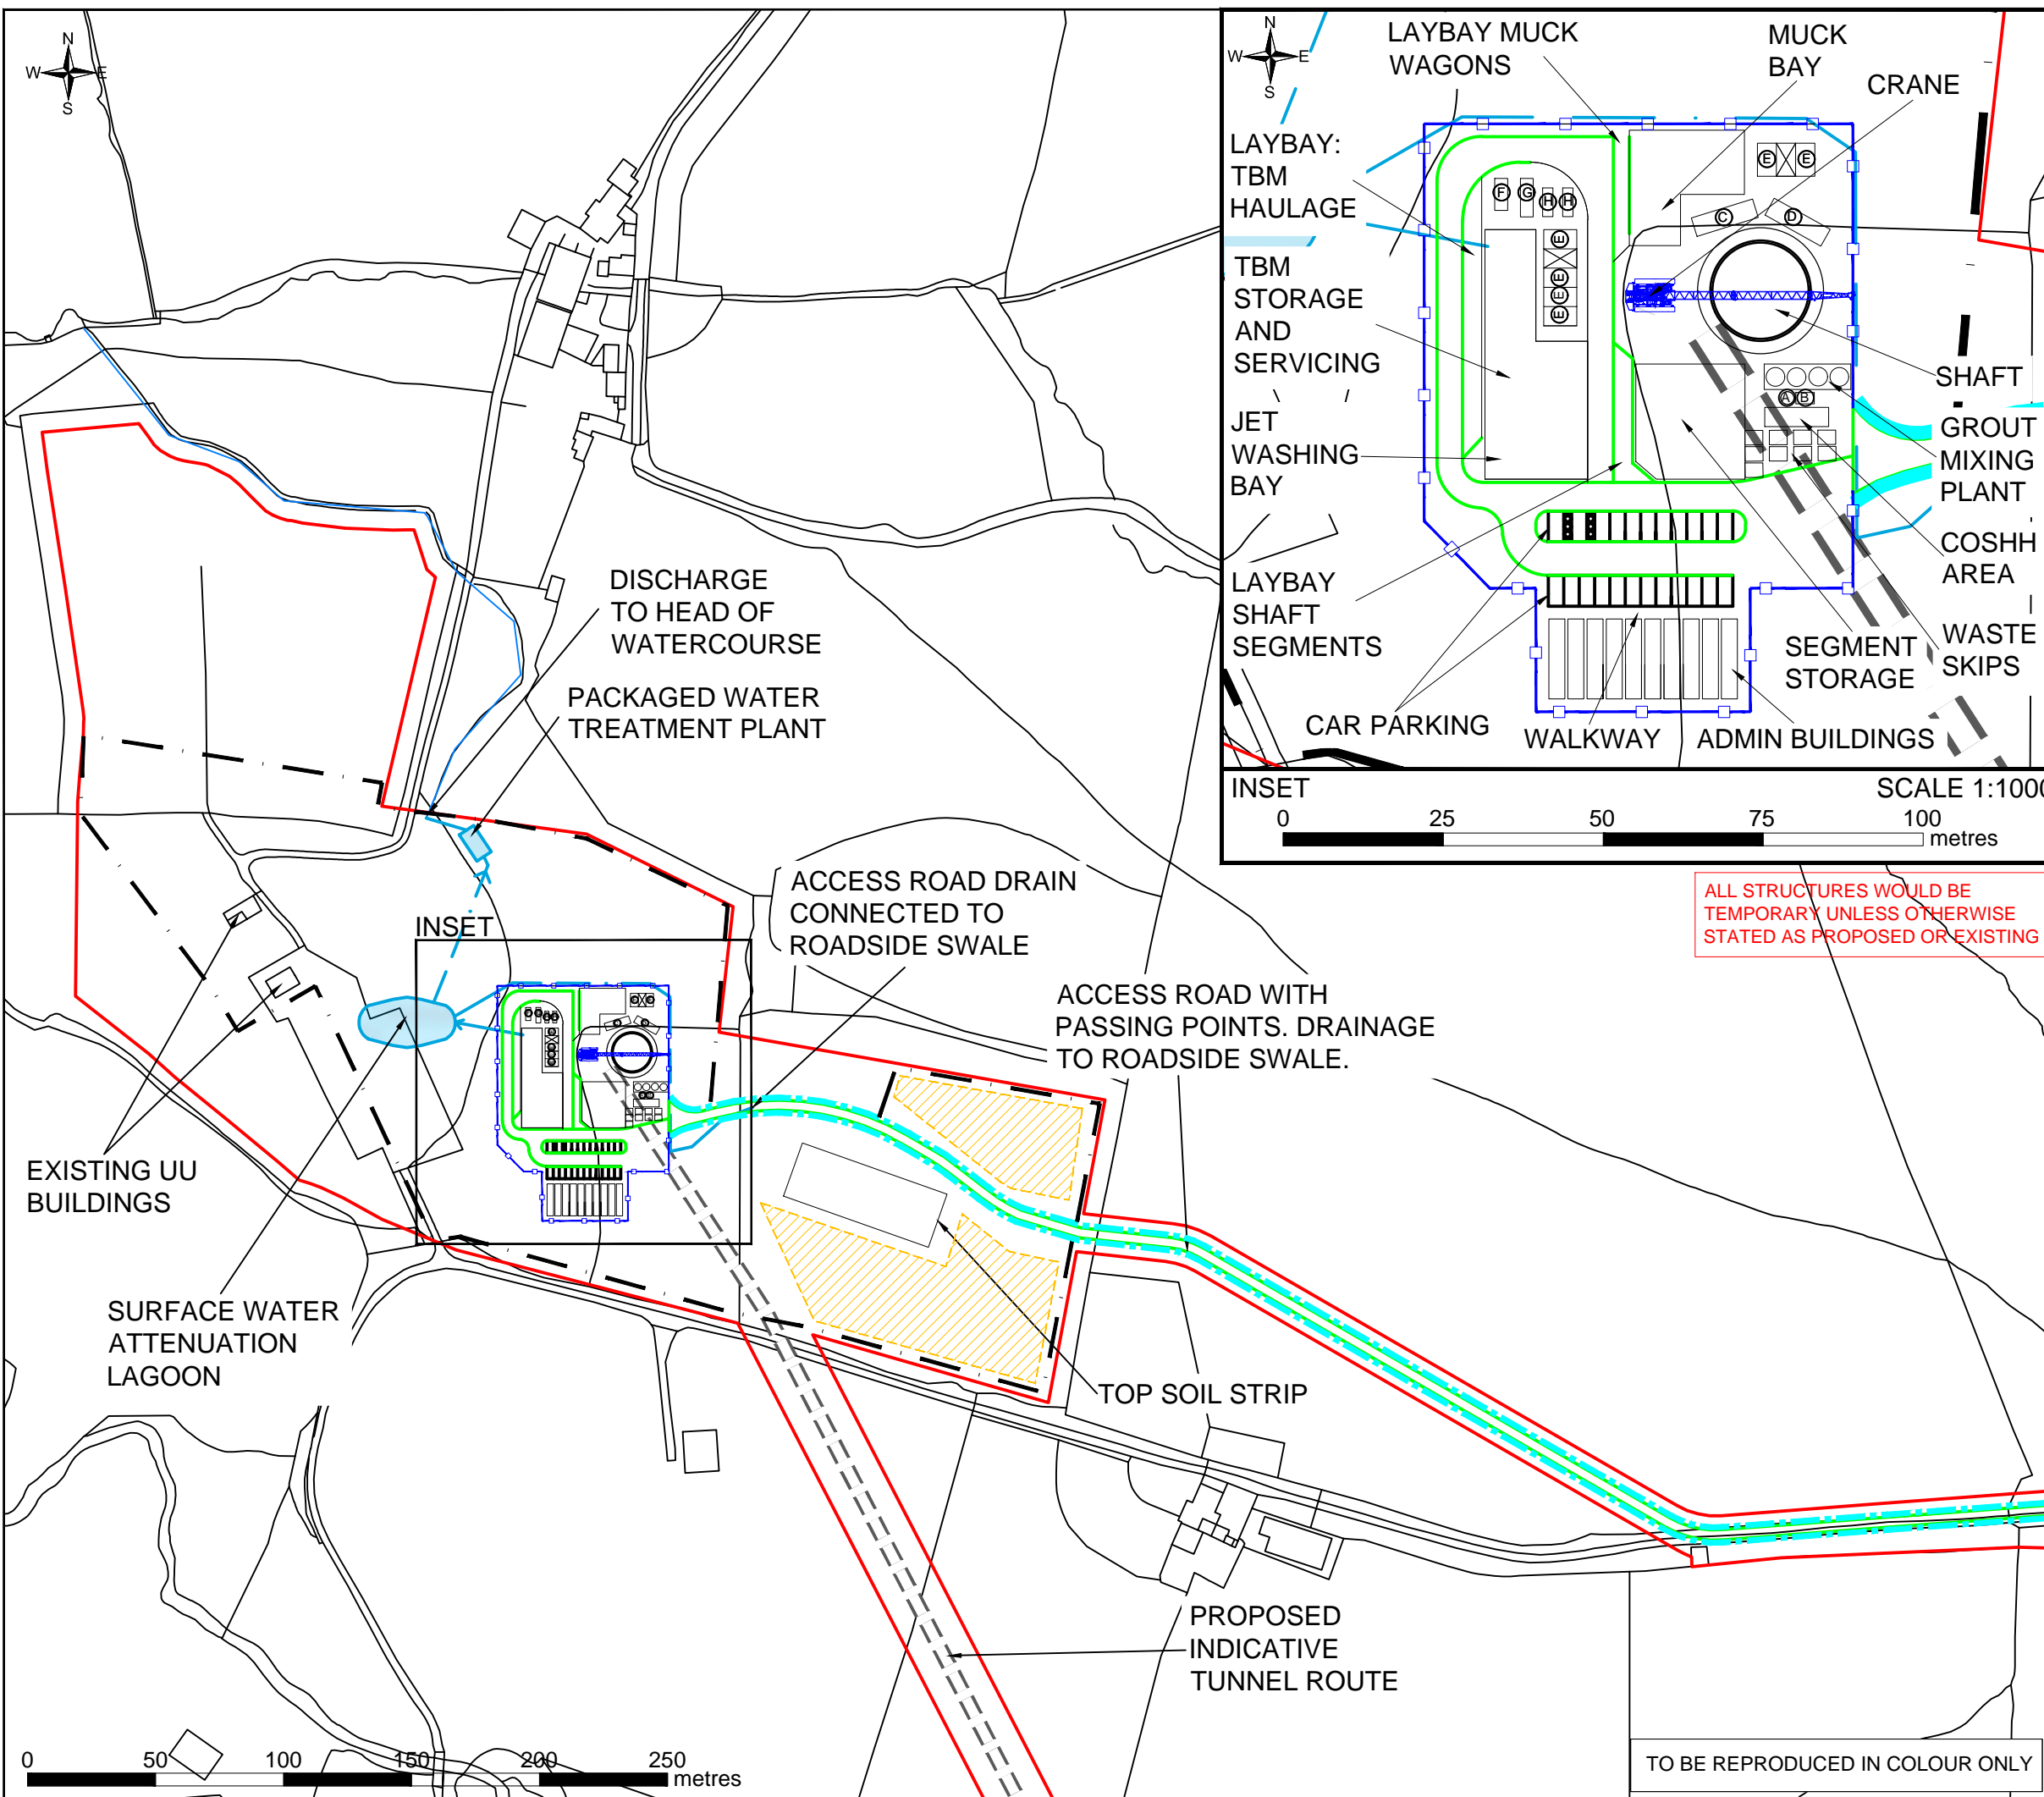 N
W
E
S
DISCHARGE
TO HEAD OF
WATERCOURSE
PACKAGED WATER
TREATMENT PLANT
INSET
ACCESS ROAD DRAIN
CONNECTED TO
ROADSIDE SWALE
ACCESS ROAD WITH
PASSING POINTS. DRAINAGE
TO ROADSIDE SWALE.
EXISTING UU
BUILDINGS
SURFACE WATER
ATTENUATION
LAGOON
TOP SOIL STRIP
PROPOSED
INDICATIVE
TUNNEL ROUTE
0 50 100 150 200 250
metres
N
W
E
S
LAYBAY MUCK
WAGONS
MUCK
BAY
CRANE
LAYBAY:
TBM
HAULAGE
TBM
STORAGE
AND
SERVICING
JET
WASHING
BAY
LAYBAY
SHAFT
SEGMENTS
CAR PARKING
WALKWAY
ADMIN BUILDINGS
SEGMENT
STORAGE
WASTE
SKIPS
COSHH
AREA
GROUT
MIXING
PLANT
SHAFT
E E
C D
F G H H
E
E
E
E
A B
INSET
SCALE 1:1000
0 25 50 75 100
metres
ALL STRUCTURES WOULD BE
TEMPORARY UNLESS OTHERWISE
STATED AS PROPOSED OR EXISTING
TO BE REPRODUCED IN COLOUR ONLY